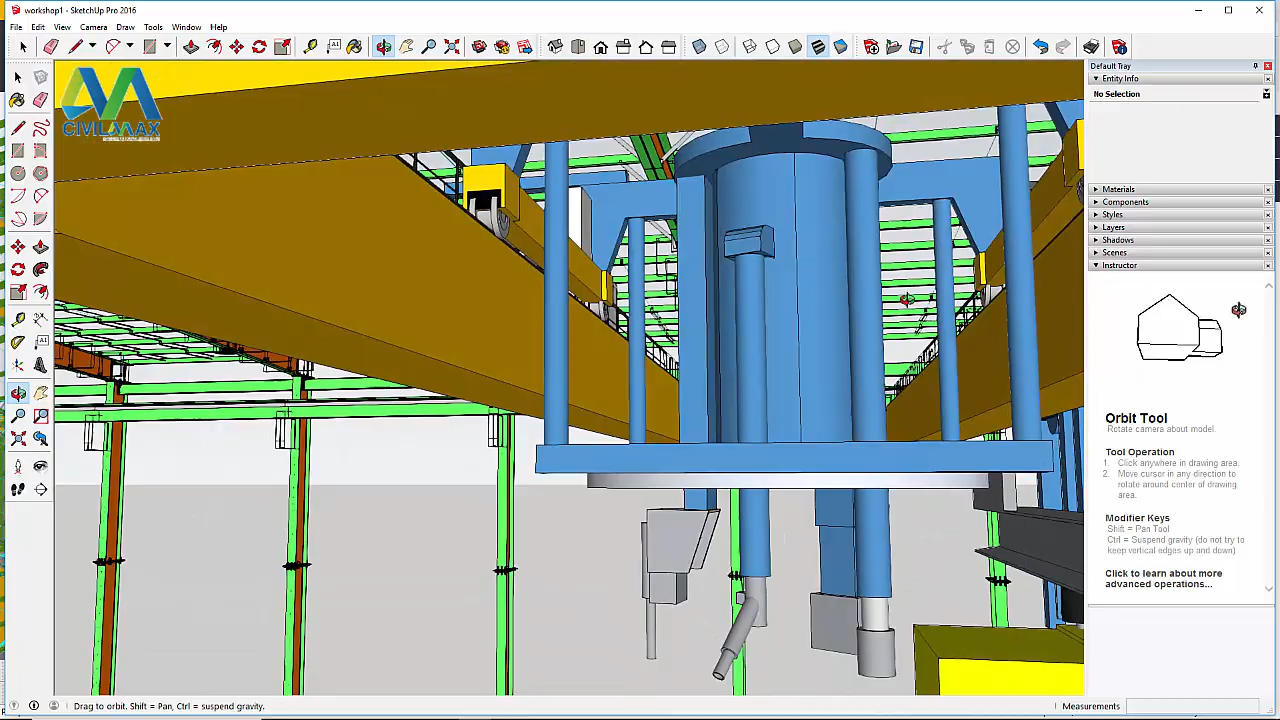 workshop1 - SketchUp Pro 2016
File Edit View Camera Draw Tools Window Help
CIVILMAX
Default Tray
Entity Info
No Selection
Materials
Components
Styles
Layers
Shadows
Scenes
Instructor
Orbit Tool
Rotate camera about model.
Tool Operation
1. Click anywhere in drawing area.
2. Move cursor in any direction to
rotate around center of drawing
area.
Modifier Keys
Shift = Pan Tool
Ctrl = Suspend gravity (do not try to
keep vertical edges up and down)
Click to learn about more
advanced operations...
Drag to orbit. Shift = Pan, Ctrl = suspend gravity.
Measurements